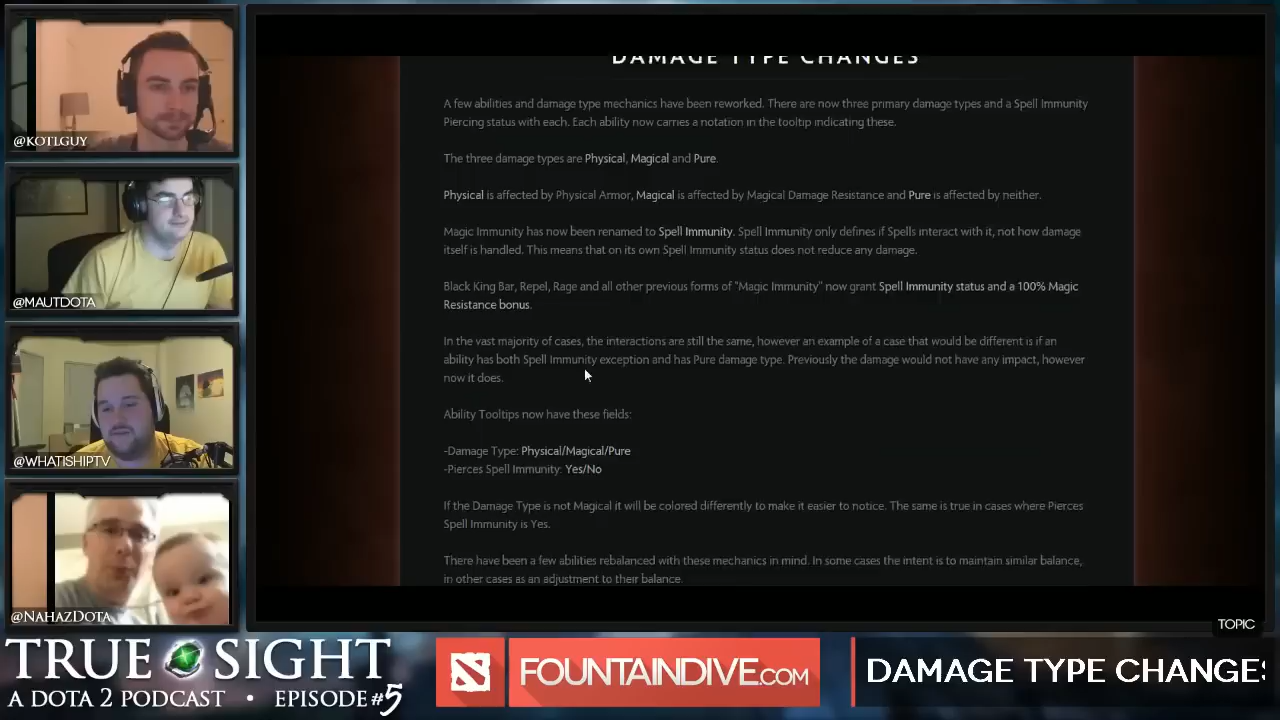 @KOTLGUY
@MAUTDOTA
@WHATISHIPTV
@NAHAZDOTA
DAMAGE TYPE CHANGES
A few abilities and damage type mechanics have been reworked. There are now three primary damage types and a Spell Immunity
Piercing status with each. Each ability now carries a notation in the tooltip indicating these.
The three damage types are Physical, Magical and Pure.
Physical is affected by Physical Armor, Magical is affected by Magical Damage Resistance and Pure is affected by neither.
Magic Immunity has now been renamed to Spell Immunity. Spell Immunity only defines if Spells interact with it, not how damage
itself is handled. This means that on its own Spell Immunity status does not reduce any damage.
Black King Bar, Repel, Rage and all other previous forms of "Magic Immunity" now grant Spell Immunity status and a 100% Magic
Resistance bonus.
In the vast majority of cases, the interactions are still the same, however an example of a case that would be different is if an
ability has both Spell Immunity exception and has Pure damage type. Previously the damage would not have any impact, however
now it does.
Ability Tooltips now have these fields:
-Damage Type: Physical/Magical/Pure
-Pierces Spell Immunity: Yes/No
If the Damage Type is not Magical it will be colored differently to make it easier to notice. The same is true in cases where Pierces
Spell Immunity is Yes.
There have been a few abilities rebalanced with these mechanics in mind. In some cases the intent is to maintain similar balance,
in other cases as an adjustment to their balance.
TOPIC
TRUE SIGHT
A DOTA 2 PODCAST • EPISODE #5
FOUNTAINDIVE.COM
DAMAGE TYPE CHANGES